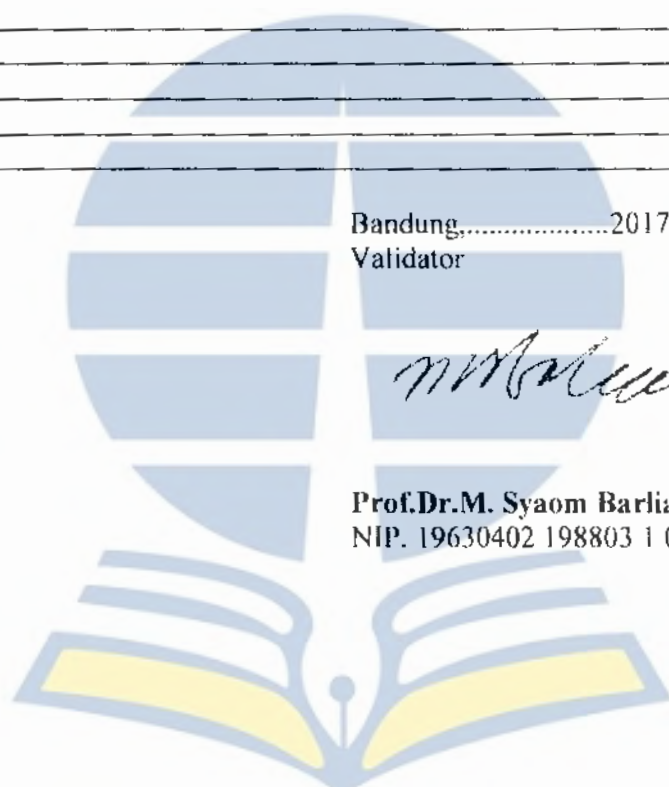 Bandung,...................2017
Validator
Prof.Dr.M. Syaom Barlia
NIP. 19630402 198803 1 0